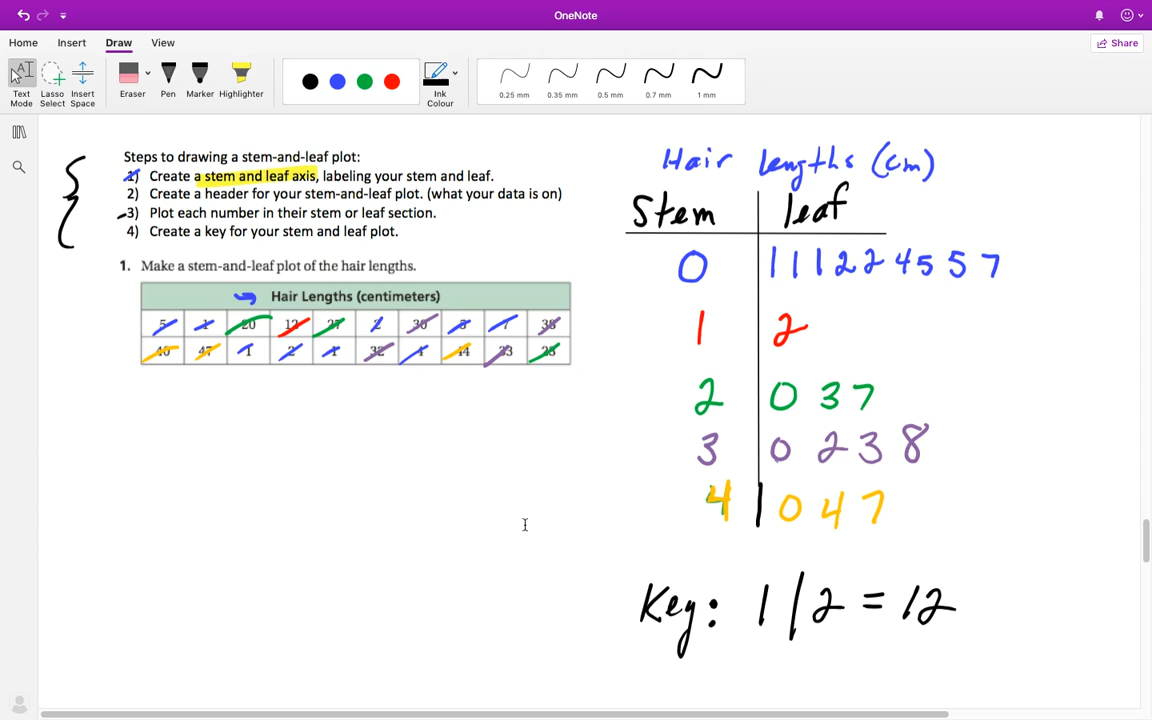 OneNote
Home Insert Draw View
Share
Text Mode
Lasso Select
Insert Space
Eraser
Pen
Marker
Highlighter
Ink Colour
0.25 mm 0.35 mm 0.5 mm 0.7 mm 1 mm
Steps to drawing a stem-and-leaf plot:
1) Create a stem and leaf axis, labeling your stem and leaf.
2) Create a header for your stem-and-leaf plot. (what your data is on)
3) Plot each number in their stem or leaf section.
4) Create a key for your stem and leaf plot.
1. Make a stem-and-leaf plot of the hair lengths.
Hair Lengths (centimeters)
5 1 20 12 27 2 30 5 7 38
40 47 1 2 1 32 4 44 33 23
Hair lengths (cm)
Stem leaf
0 1 1 1 2 2 4 5 5 7
1 2
2 0 3 7
3 0 2 3 8
4 0 4 7
Key: 1 | 2 = 12